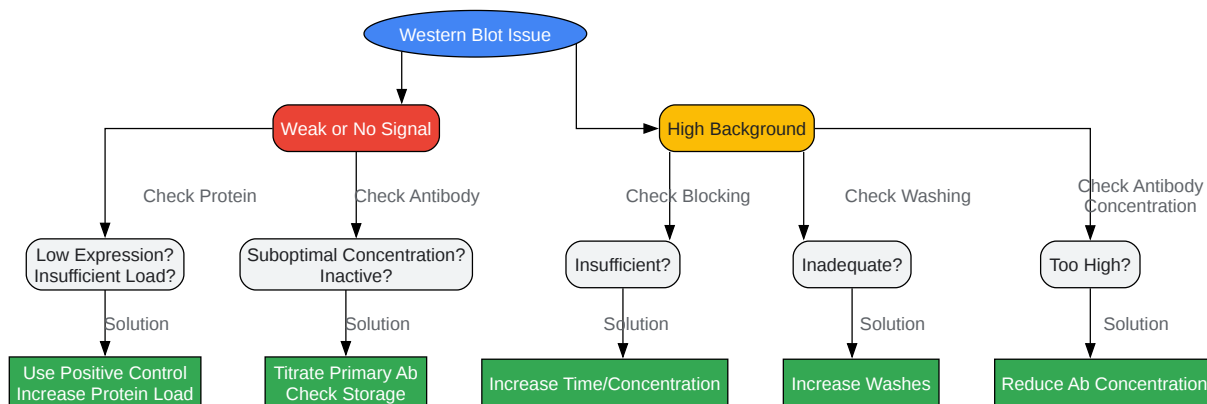 Western Blot Issue
Weak or No Signal
High Background
Check Protein
Check Antibody
Check Blocking
Check Washing
Check Antibody
Concentration
Low Expression?
Insufficient Load?
Suboptimal Concentration?
Inactive?
Insufficient?
Inadequate?
Too High?
Solution
Solution
Solution
Solution
Solution
Use Positive Control
Increase Protein Load
Titrate Primary Ab
Check Storage
Increase Time/Concentration
Increase Washes
Reduce Ab Concentration